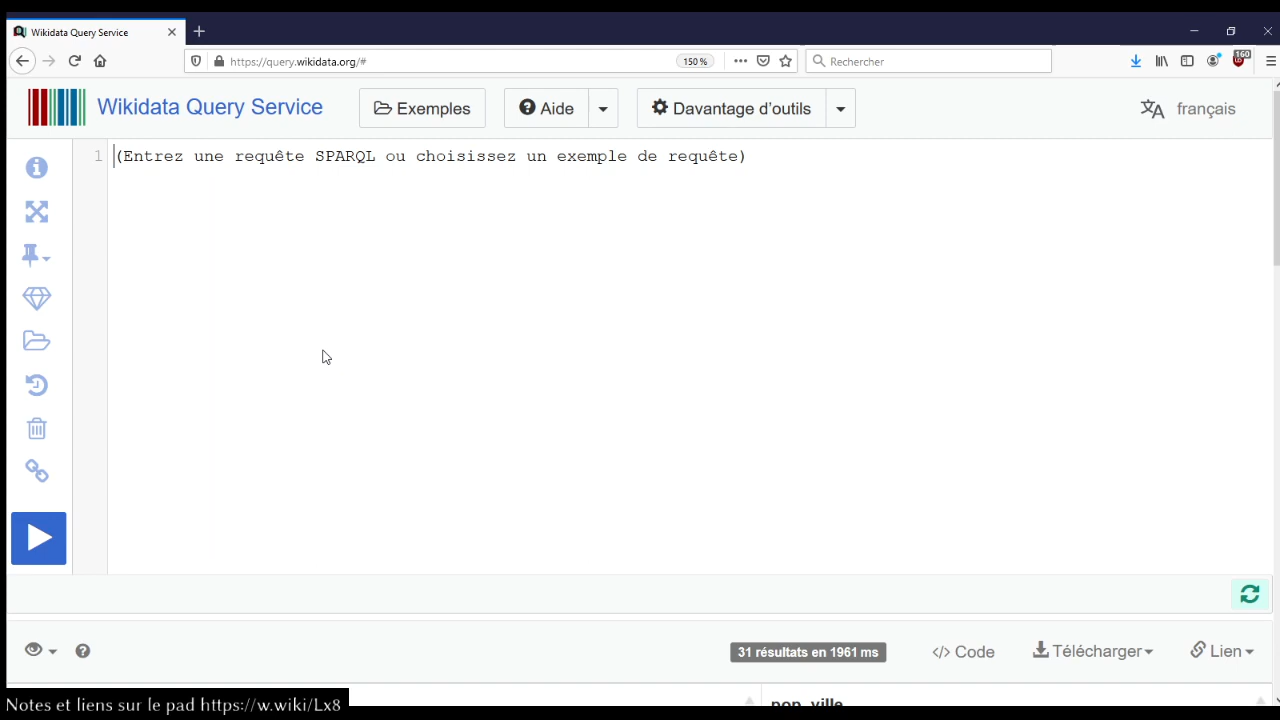 Wikidata Query Service
https://query.wikidata.org/#
150 %
Rechercher
160
Wikidata Query Service
Exemples
Aide
Davantage d'outils
français
1
(Entrez une requête SPARQL ou choisissez un exemple de requête)
31 résultats en 1961 ms
</> Code
Télécharger
Lien
pop_ville
Notes et liens sur le pad https://w.wiki/Lx8